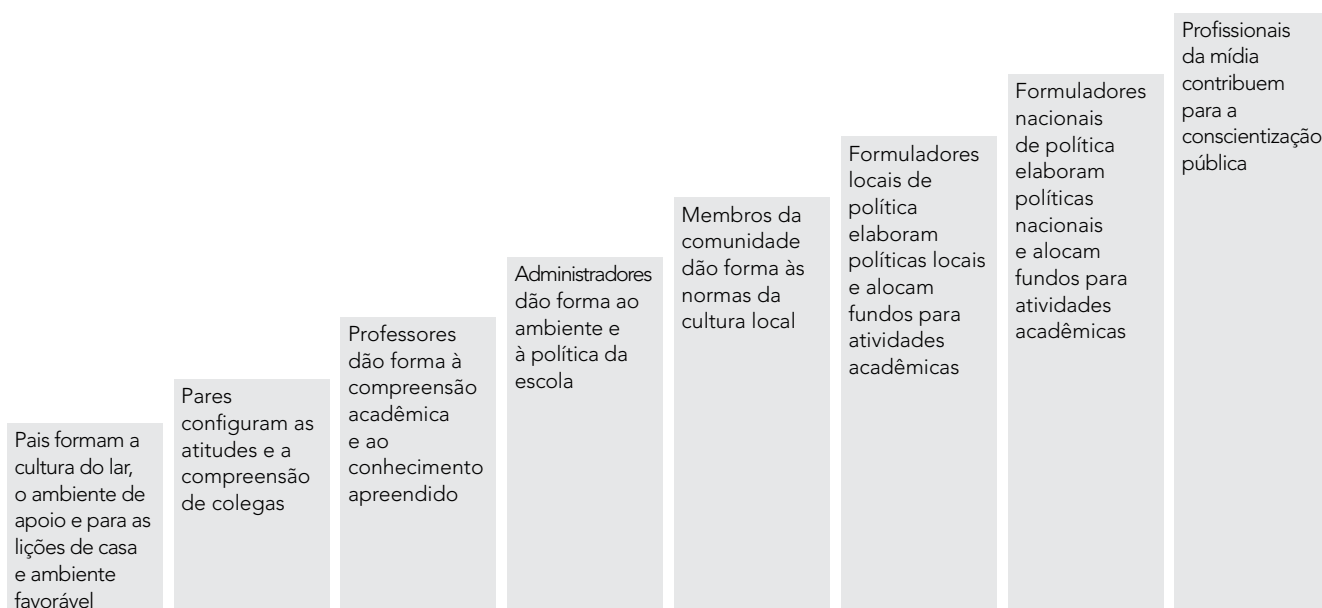 Pais formam a
cultura do lar,
o ambiente de
apoio e para as
lições de casa
e ambiente
favorável
Pares
configuram as
atitudes e a
compreensão
de colegas
Professores
dão forma à
compreensão
acadêmica
e ao
conhecimento
apreendido
Administradores
dão forma ao
ambiente e
à política da
escola
Membros da
comunidade
dão forma às
normas da
cultura local
Formuladores
locais de
política
elaboram
políticas locais
e alocam
fundos para
atividades
acadêmicas
Formuladores
nacionais
de política
elaboram
políticas
nacionais
e alocam
fundos para
atividades
acadêmicas
Profissionais
da mídia
contribuem
para a
conscientização
pública